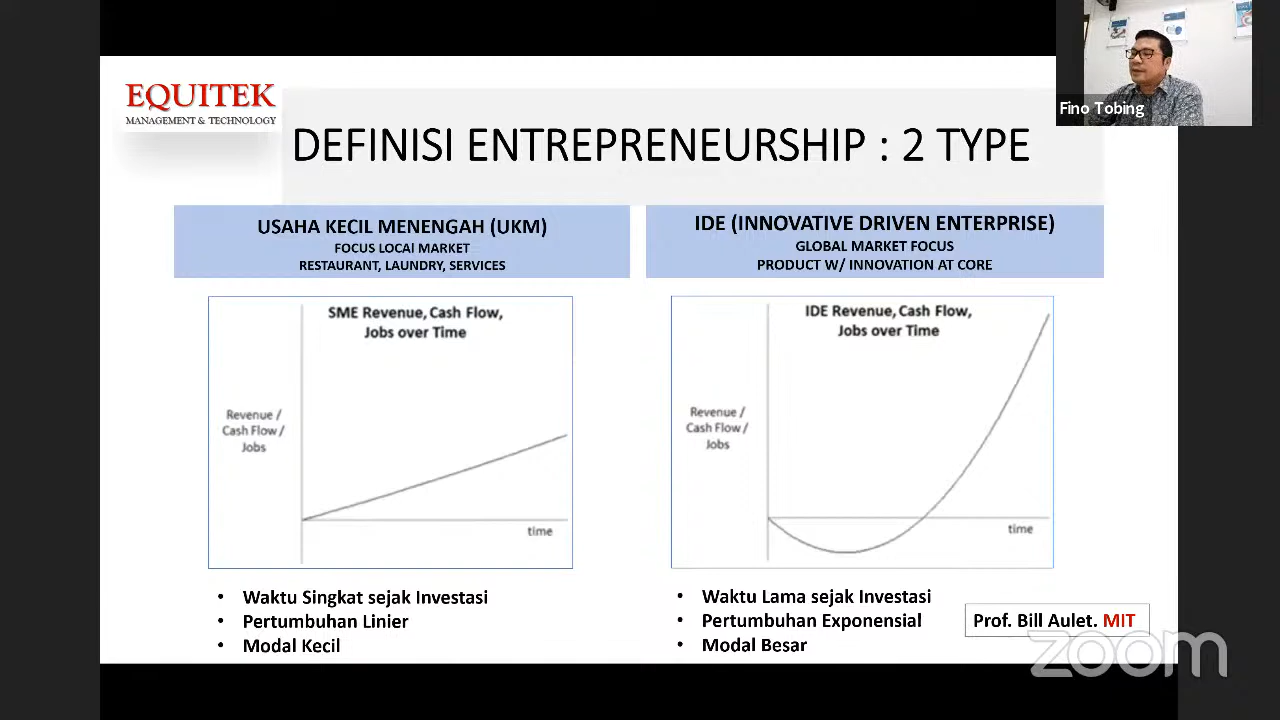 EQUITEK
MANAGEMENT & TECHNOLOGY
Fino Tobing
DEFINISI ENTREPRENEURSHIP : 2 TYPE
USAHA KECIL MENENGAH (UKM)
FOCUS LOCAl MARKET
RESTAURANT, LAUNDRY, SERVICES
IDE (INNOVATIVE DRIVEN ENTERPRISE)
GLOBAL MARKET FOCUS
PRODUCT W/ INNOVATION AT CORE
SME Revenue, Cash Flow,
Jobs over Time
Revenue /
Cash Flow /
Jobs
time
IDE Revenue, Cash Flow,
Jobs over Time
Revenue /
Cash Flow /
Jobs
time
• Waktu Singkat sejak Investasi
• Pertumbuhan Linier
• Modal Kecil
• Waktu Lama sejak Investasi
• Pertumbuhan Exponensial
• Modal Besar
Prof. Bill Aulet. MIT
zoom